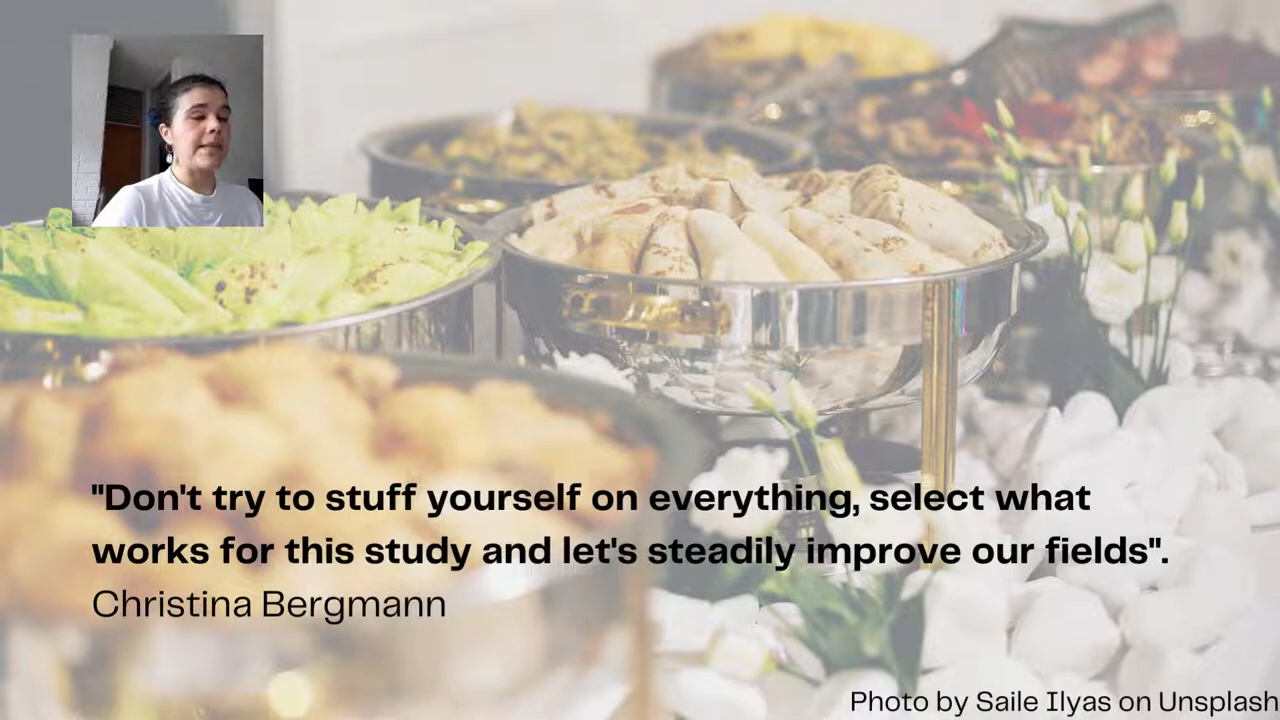 "Don't try to stuff yourself on everything, select what
works for this study and let's steadily improve our fields".
Christina Bergmann
Photo by Saile Ilyas on Unsplash